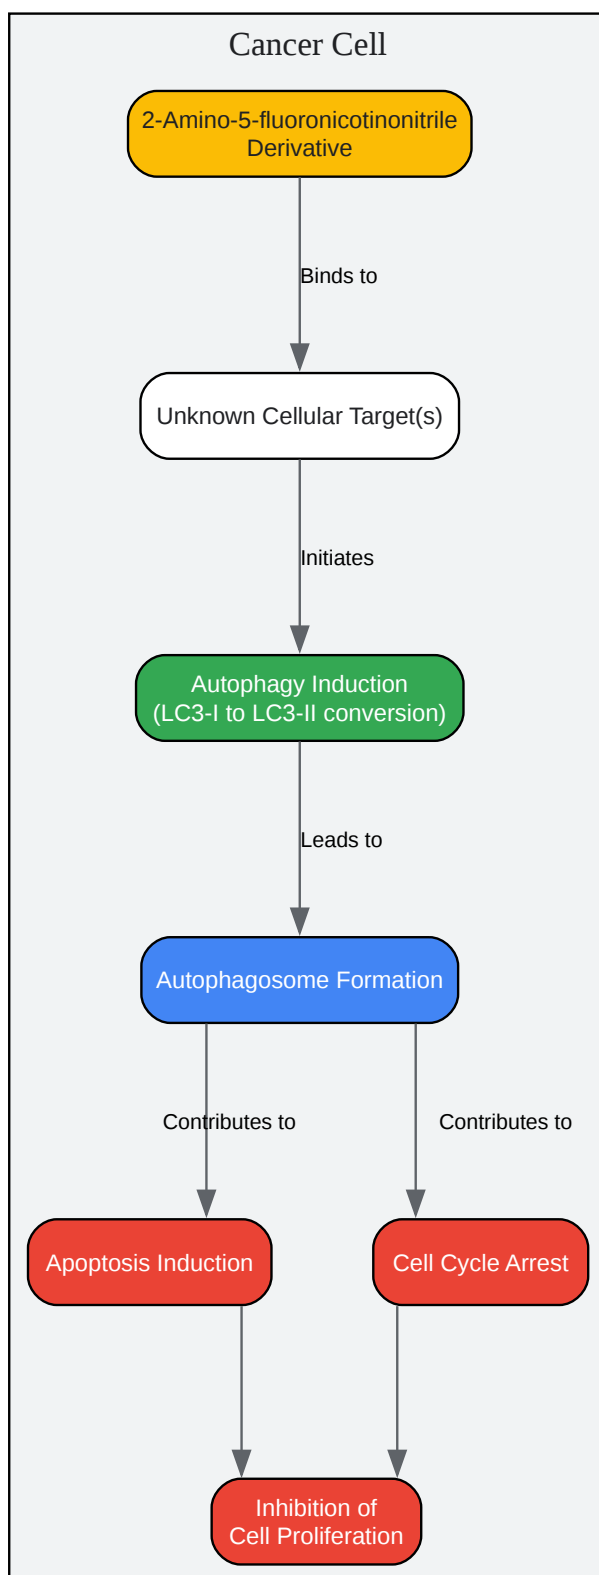 Cancer Cell
2-Amino-5-fluoronicotinonitrile
Derivative
Binds to
Unknown Cellular Target(s)
Initiates
Autophagy Induction
(LC3-I to LC3-II conversion)
Leads to
Autophagosome Formation
Contributes to
Contributes to
Apoptosis Induction
Cell Cycle Arrest
Inhibition of
Cell Proliferation